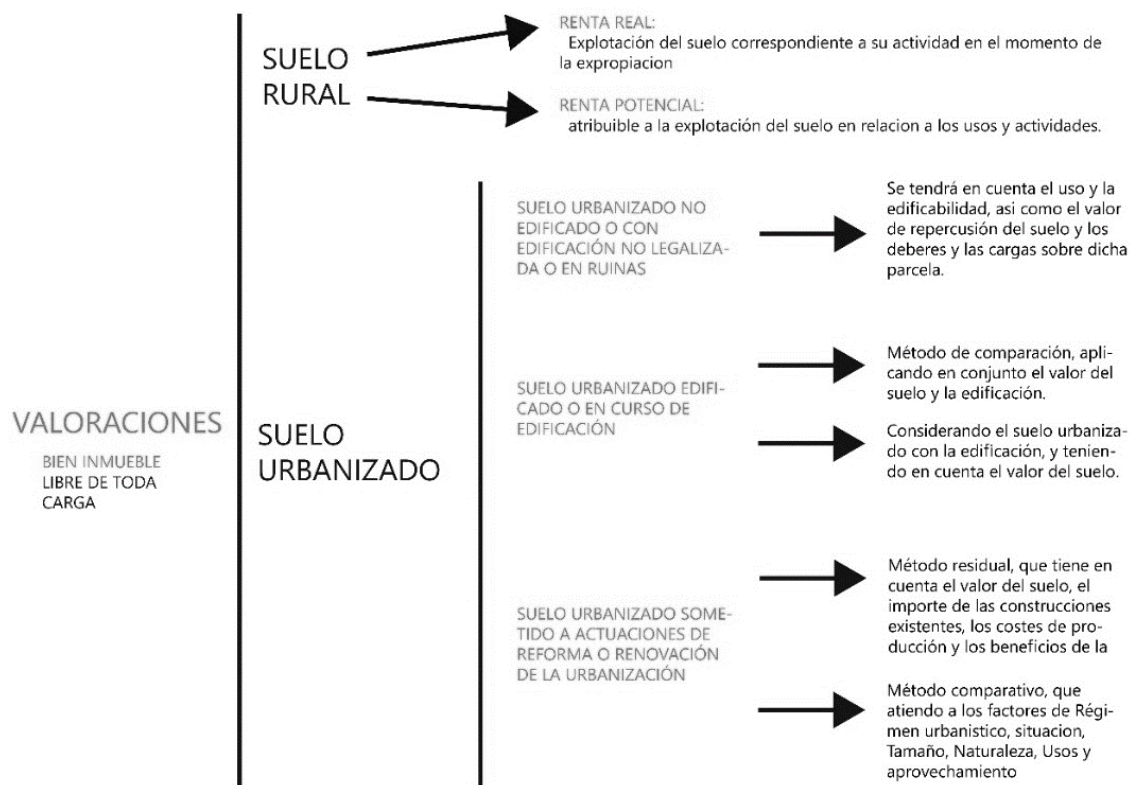 VALORACIONES
BIEN INMUEBLE
LIBRE DE TODA
CARGA
SUELO
RURAL
RENTA REAL:
Explotación del suelo correspondiente a su actividad en el momento de
la expropiacion
RENTA POTENCIAL:
atribuible a la explotación del suelo en relacion a los usos y actividades.
SUELO
URBANIZADO
SUELO URBANIZADO NO
EDIFICADO O CON
EDIFICACIÓN NO LEGALIZA-
DA O EN RUINAS
Se tendrá en cuenta el uso y la
edificabilidad, asi como el valor
de repercusión del suelo y los
deberes y las cargas sobre dicha
parcela.
SUELO URBANIZADO EDIFI-
CADO O EN CURSO DE
EDIFICACIÓN
Método de comparación, apli-
cando en conjunto el valor del
suelo y la edificación.
Considerando el suelo urbaniza-
do con la edificación, y tenien-
do en cuenta el valor del suelo.
SUELO URBANIZADO SOME-
TIDO A ACTUACIONES DE
REFORMA O RENOVACIÓN
DE LA URBANIZACIÓN
Método residual, que tiene en
cuenta el valor del suelo, el
importe de las construcciones
existentes, los costes de pro-
ducción y los beneficios de la
Método comparativo, que
atiendo a los factores de Régi-
men urbanistico, situacion,
Tamaño, Naturaleza, Usos y
aprovechamiento